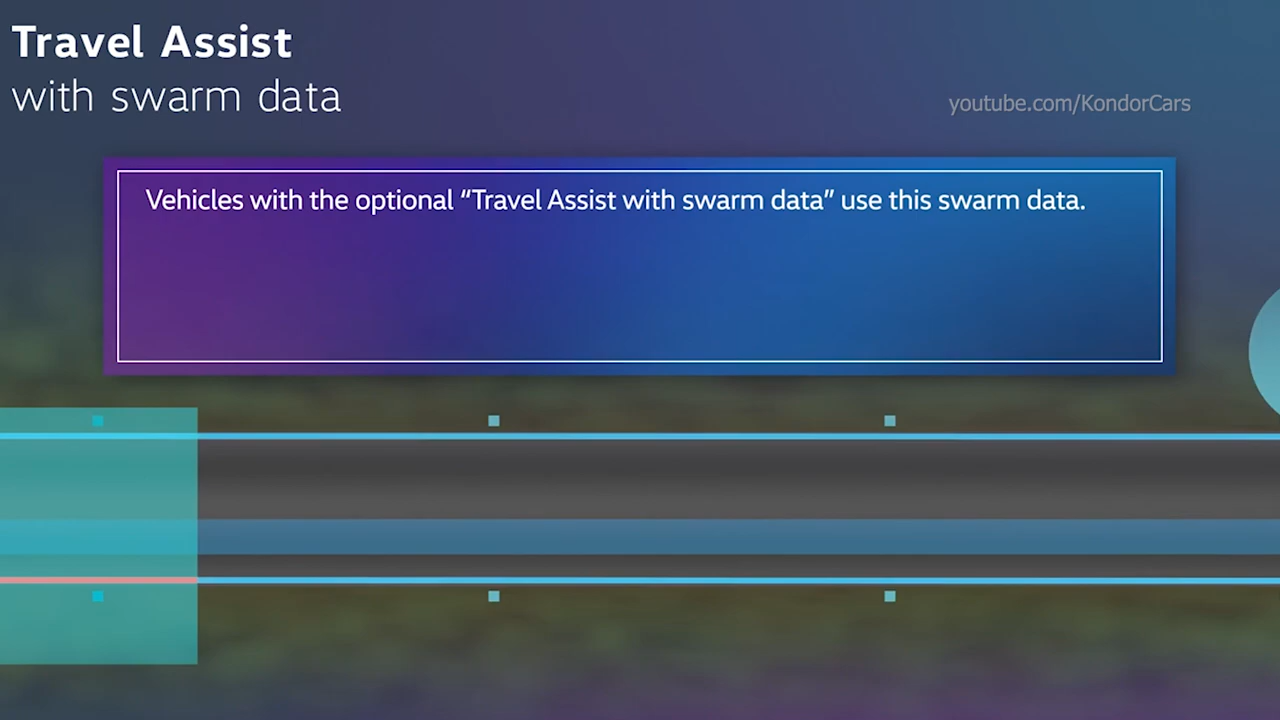 Travel Assist
with swarm data
youtube.com/KondorCars
Vehicles with the optional “Travel Assist with swarm data” use this swarm data.